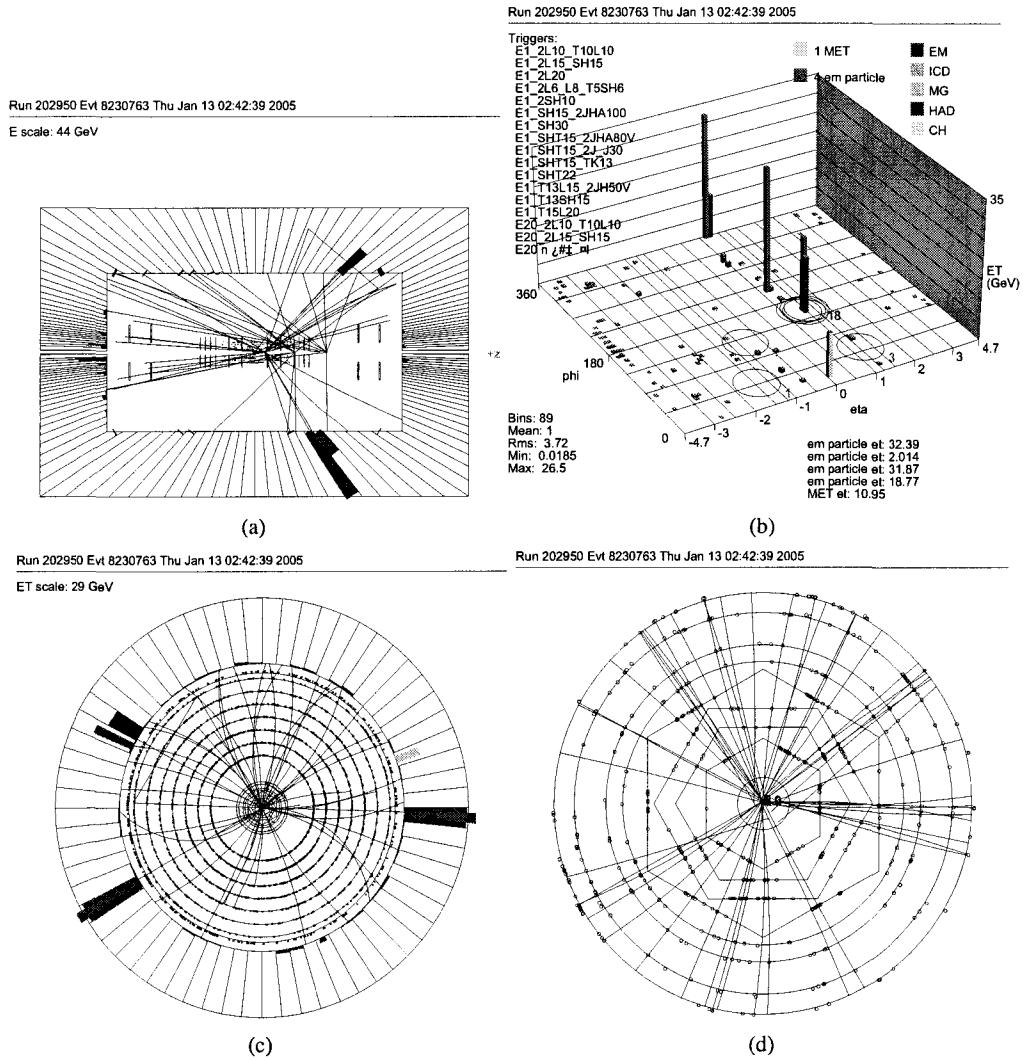 Run 202950 Evt 8230763 Thu Jan 13 02:42:39 2005
E scale: 44 GeV
+z
(a)
Run 202950 Evt 8230763 Thu Jan 13 02:42:39 2005
Triggers:
E1_2L10_T10L10
E1_2L15_SH15
E1_2L20
E1_2L6_L8_T5SH6
E1_2SH10
E1_SH15_2JHA100
E1_SH30
E1_SHT15_2JHA80V
E1_SHT15_2J_J30
E1_SHT15_TK13
E1_SHT22
E1_T13L15_2JH50V
E1_T13SH15
E1_T15L20
E20_2L10_T10L10
E20_2L15_SH15
E20
1 MET
4 em particle
EM
ICD
MG
HAD
CH
35
ET
(GeV)
4.7
3
2
1
0
-1
-2
-3
-4.7
eta
360
180
0
phi
18
3
Bins: 89
Mean: 1
Rms: 3.72
Min: 0.0185
Max: 26.5
em particle et: 32.39
em particle et: 2.014
em particle et: 31.87
em particle et: 18.77
MET et: 10.95
(b)
Run 202950 Evt 8230763 Thu Jan 13 02:42:39 2005
ET scale: 29 GeV
(c)
Run 202950 Evt 8230763 Thu Jan 13 02:42:39 2005
(d)